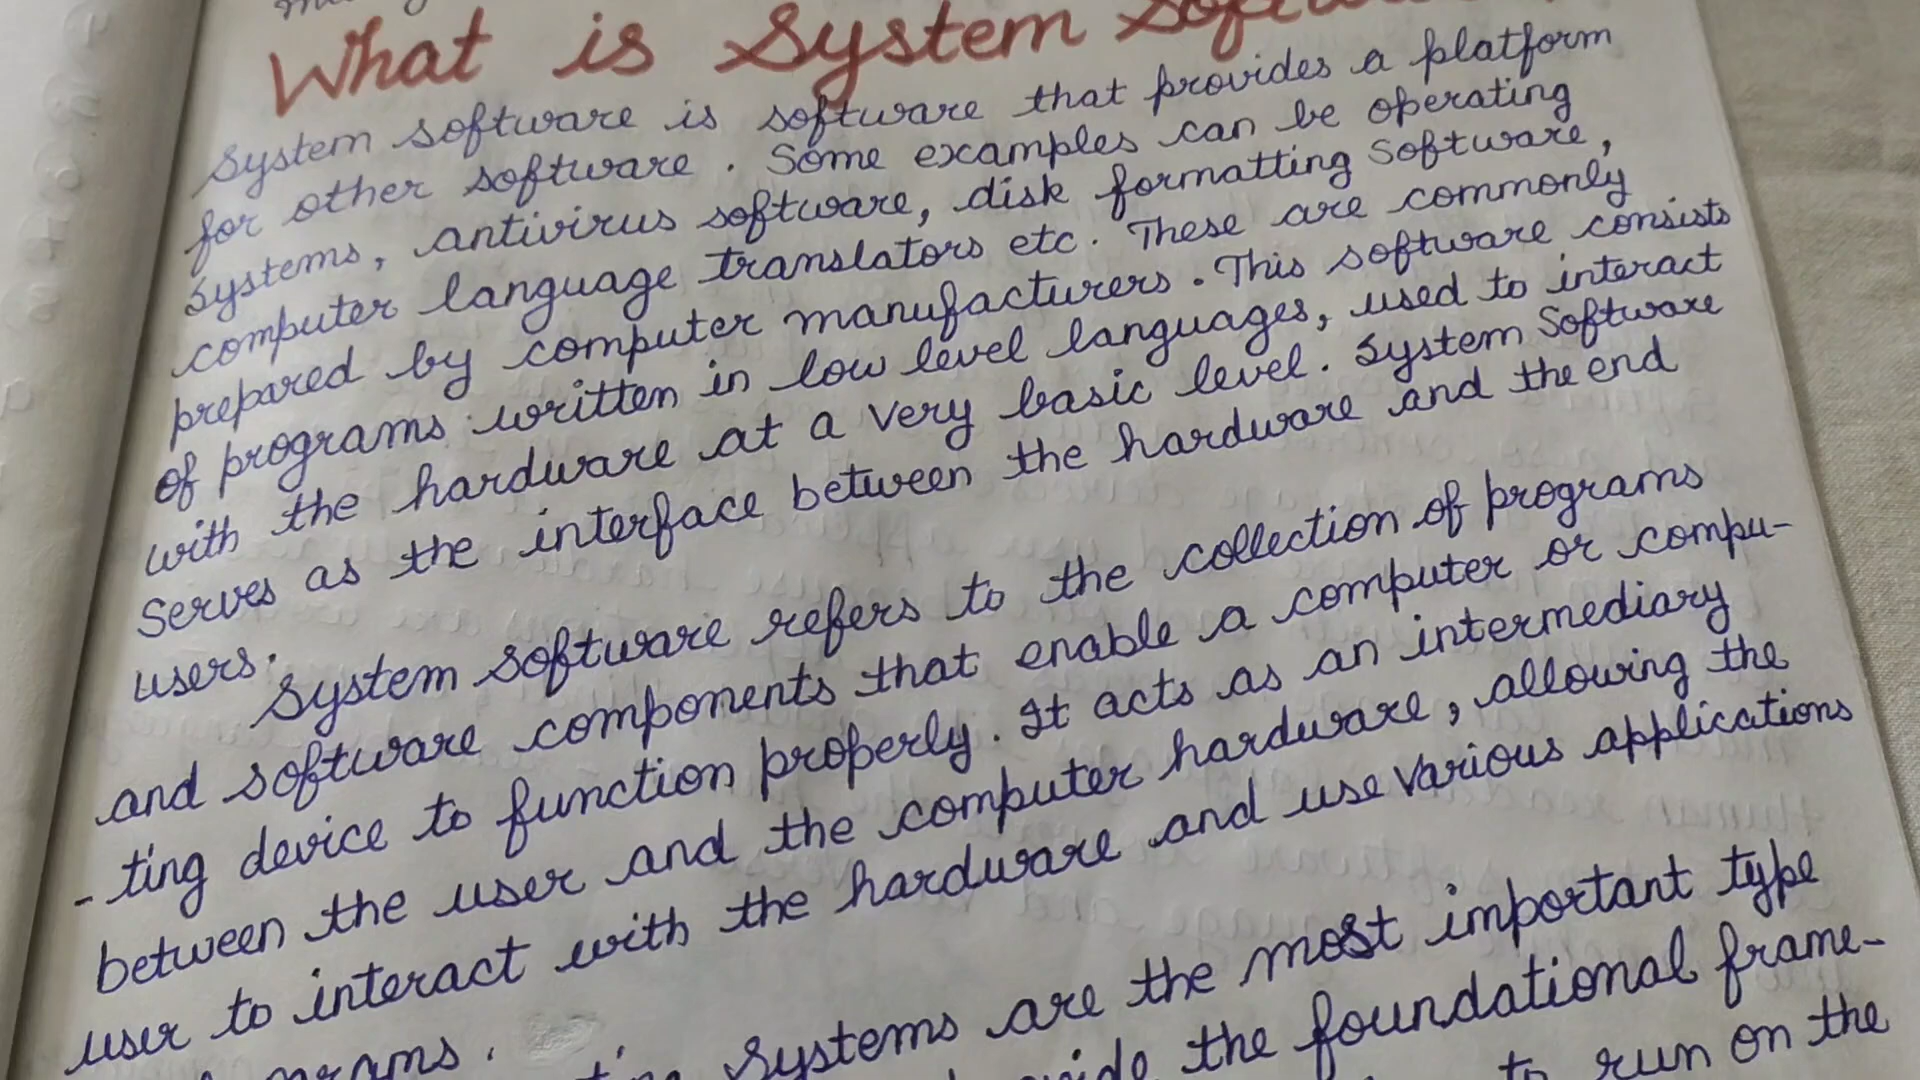 What is System
System software is software that provides a platform
for other software. Some examples can be operating
systems, antivirus software, disk formatting software,
computer language translators etc. These are commonly
prepared by computer manufacturers. This software consists
of programs written in low level languages, used to interact
with the hardware at a very basic level. System Software
Serves as the interface between the hardware and the end
users.
System software refers to the collection of programs
and software components that enable a computer or compu-
-ting device to function properly. It acts as an intermediary
between the user and the computer hardware, allowing the
user to interact with the hardware and use various applications
Systems are the most important type
the foundational frame-
to run on the